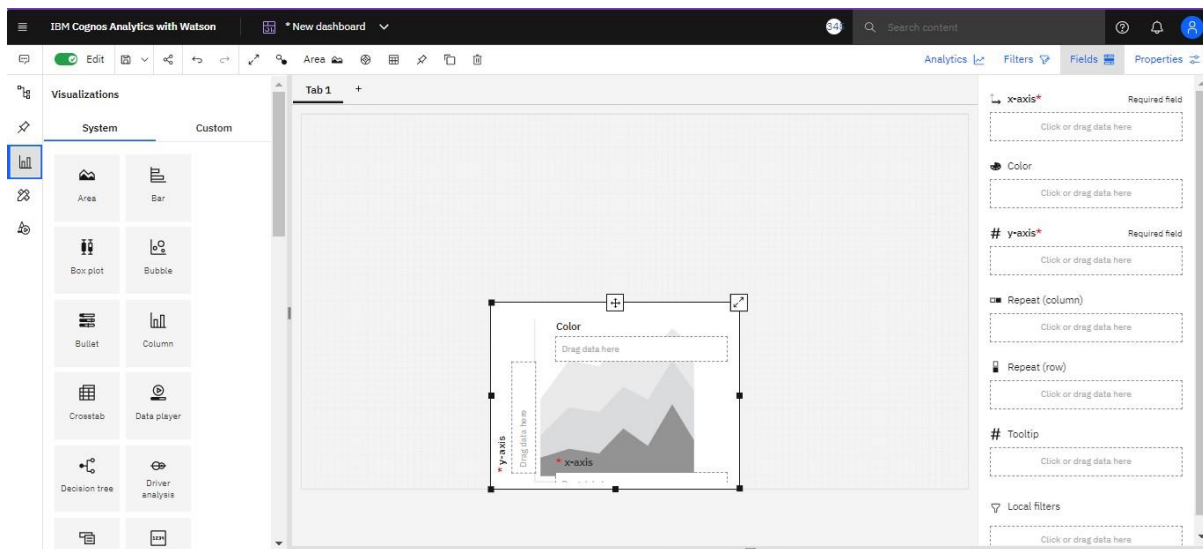 IBM Cognos Analytics with Watson
* New dashboard
Search content
Edit
Area
Analytics
Filters
Fields
Properties
Visualizations
System
Custom
Area
Bar
Box plot
Bubble
Bullet
Column
Crosstab
Data player
Decision tree
Driver
analysis
Tab 1
+
Color
Drag data here
* y-axis
Drag data here
* x-axis
x-axis* Required field
Click or drag data here
Color
Click or drag data here
# y-axis* Required field
Click or drag data here
Repeat (column)
Click or drag data here
Repeat (row)
Click or drag data here
# Tooltip
Click or drag data here
Local filters
Click or drag data here